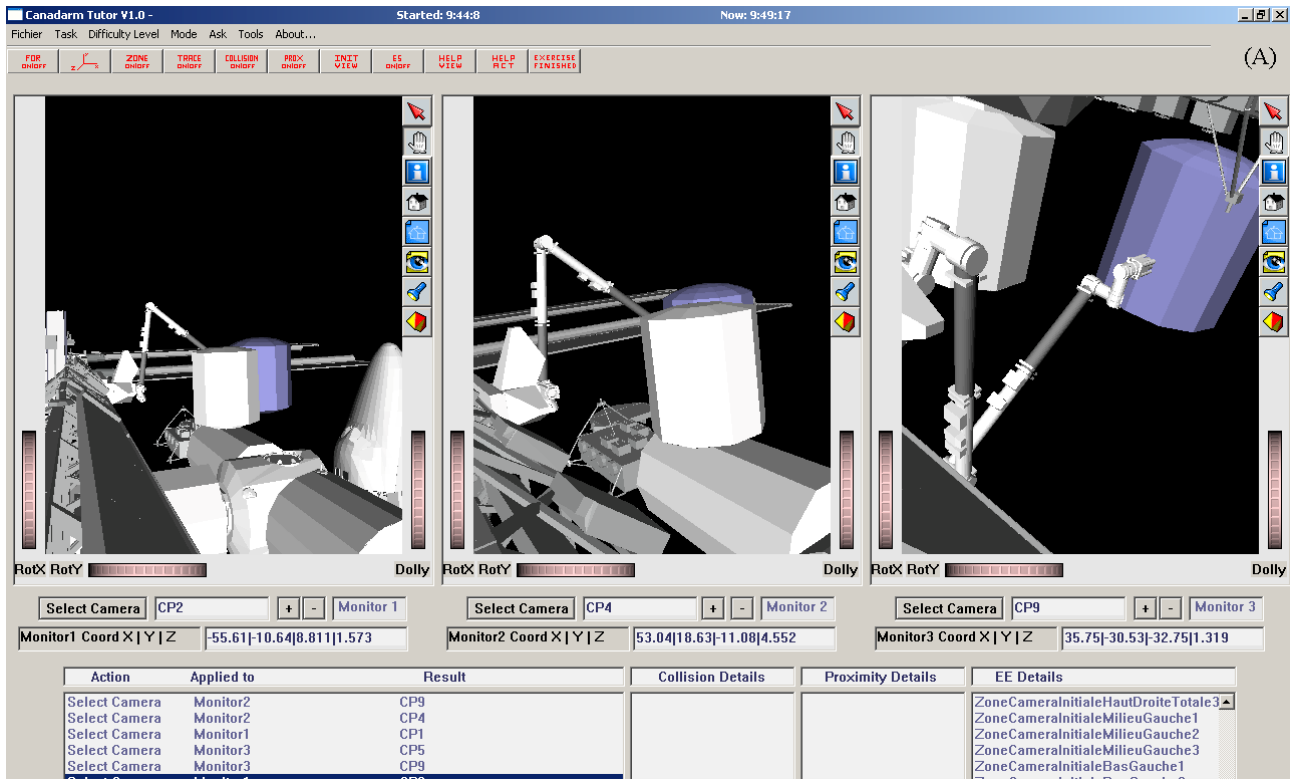 Canadarm Tutor V1.0 - Started: 9:44:8 Now: 9:49:17
Fichier Task Difficulty Level Mode Ask Tools About...
FOR ON|OFF Z Y X ZONE ON|OFF TRACE ON|OFF COLLISION ON|OFF PROX ON|OFF INIT VIEW ES ON|OFF HELP VIEW HELP ACT EXERCISE FINISHED
(A)
RotX RotY Dolly RotX RotY Dolly RotX RotY Dolly
Select Camera CP2 + - Monitor 1 Select Camera CP4 + - Monitor 2 Select Camera CP9 + - Monitor 3
Monitor1 Coord X | Y | Z -55.61|-10.64|8.811|1.573 Monitor2 Coord X | Y | Z 53.04|18.63|-11.08|4.552 Monitor3 Coord X | Y | Z 35.75|-30.53|-32.75|1.319
Action Applied to Result Collision Details Proximity Details EE Details
Select Camera Monitor2 CP9 ZoneCameraInitialeHautDroiteTotale3
Select Camera Monitor2 CP4 ZoneCameraInitialeMilieuGauche1
Select Camera Monitor1 CP1 ZoneCameraInitialeMilieuGauche2
Select Camera Monitor3 CP5 ZoneCameraInitialeMilieuGauche3
Select Camera Monitor3 CP9 ZoneCameraInitialeBasGauche1